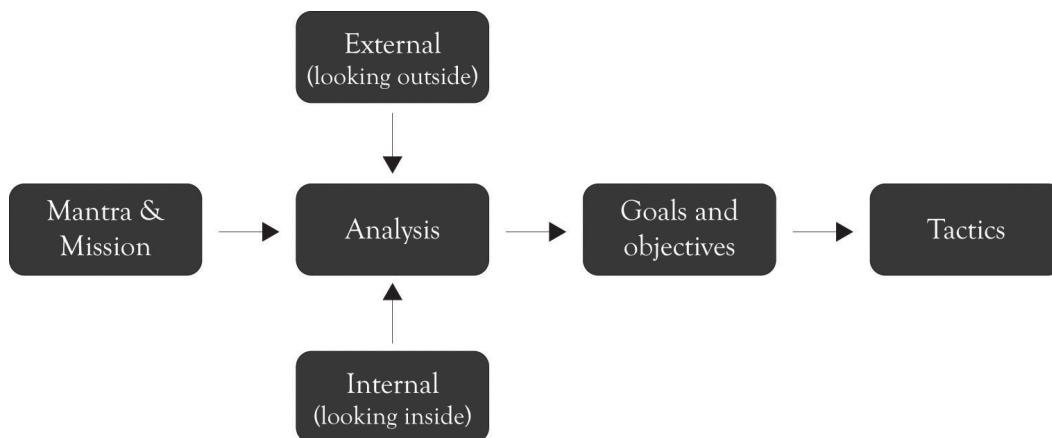 External
(looking outside)
Mantra &
Mission
Analysis
Goals and
objectives
Tactics
Internal
(looking inside)